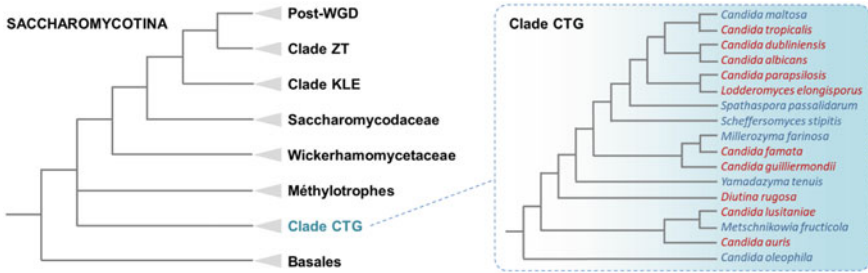 SACCHAROMYCOTINA
Post-WGD
Clade ZT
Clade KLE
Saccharomycodaceae
Wickerhamomycetaceae
Méthylotrophes
Clade CTG
Basales
Clade CTG
Candida maltosa
Candida tropicalis
Candida dubliniensis
Candida albicans
Candida parapsilosis
Lodderomyces elongisporus
Spathaspora passalidarum
Scheffersomyces stipitis
Millerozyma farinosa
Candida famata
Candida guilliermondii
Yamadazyma tenuis
Diutina rugosa
Candida lusitaniae
Metschnikowia fructicola
Candida auris
Candida oleophila